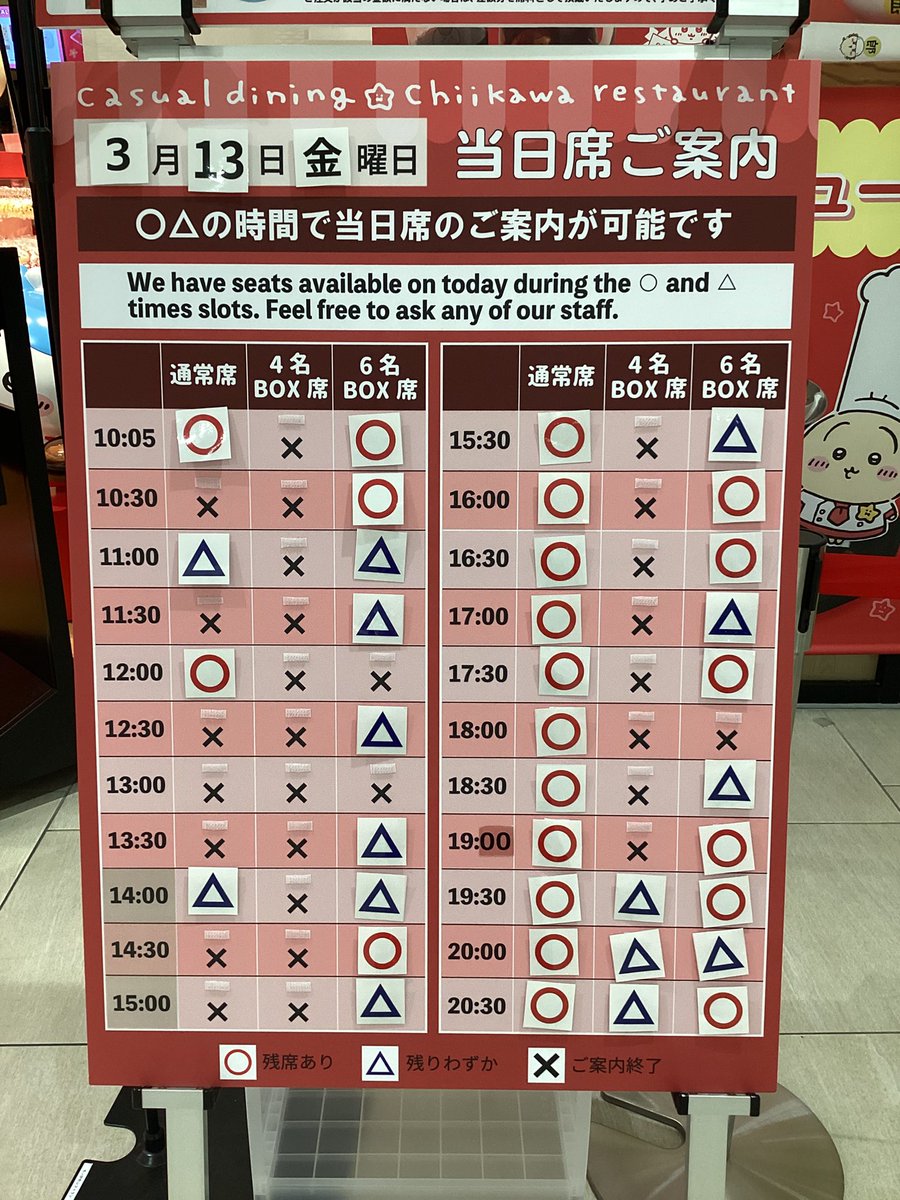 casual dining Chiikawa restaurant
3月13日金曜日 当日席ご案内
○△の時間で当日席のご案内が可能です
We have seats available on today during the ○ and △
times slots. Feel free to ask any of our staff.
通常席 4名BOX席 6名BOX席
10:05 ○ × ○
10:30 × × ○
11:00 △ × △
11:30 × × △
12:00 ○ × ×
12:30 × × △
13:00 × × ×
13:30 × × △
14:00 △ × △
14:30 × × ○
15:00 × × △
通常席 4名BOX席 6名BOX席
15:30 ○ × △
16:00 ○ × ○
16:30 ○ × ○
17:00 ○ × △
17:30 ○ × ○
18:00 ○ × ×
18:30 ○ × △
19:00 ○ × ○
19:30 ○ △ ○
20:00 ○ △ △
20:30 ○ △ ○
○ 残席あり △ 残りわずか × ご案内終了